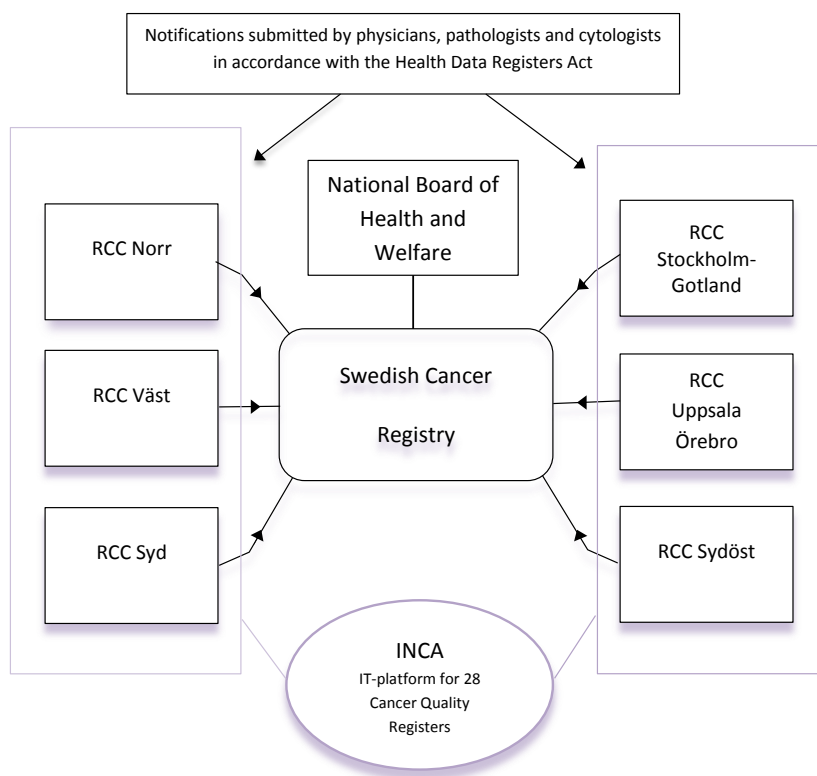 Notifications submitted by physicians, pathologists and cytologists
in accordance with the Health Data Registers Act
National Board of
Health and
Welfare
RCC Norr
RCC
Stockholm-
Gotland
RCC Väst
Swedish Cancer
Registry
RCC
Uppsala
Örebro
RCC Syd
RCC Sydöst
INCA
IT-platform for 28
Cancer Quality
Registers